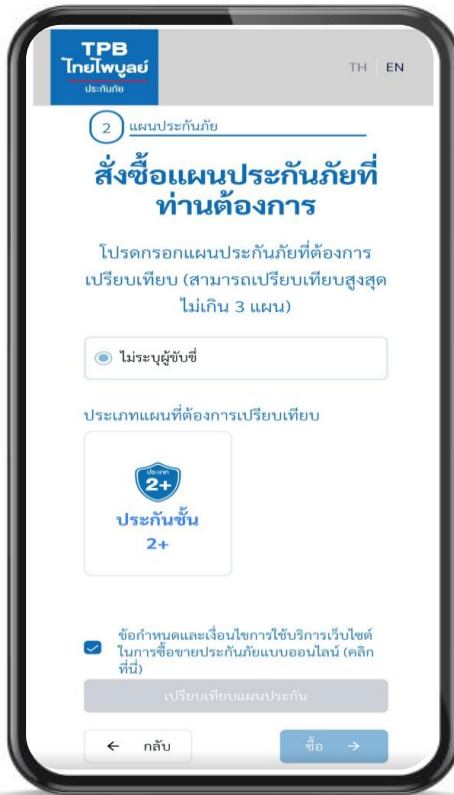 TPB
ไทยไพบูลย์
ประกันภัย
TH | EN
2 แผนประกันภัย
สั่งซื้อแผนประกันภัยที่
ท่านต้องการ
โปรดกรอกแผนประกันภัยที่ต้องการ
เปรียบเทียบ (สามารถเปรียบเทียบสูงสุด
ไม่เกิน 3 แผน)
ไม่ระบุผู้ขับขี่
ประเภทแผนที่ต้องการเปรียบเทียบ
ประเภท
2+
ประกันชั้น
2+
ข้อกำหนดและเงื่อนไขการใช้บริการเว็บไซต์
ในการซื้อขายประกันภัยแบบออนไลน์ (คลิก
ที่นี่)
เปรียบเทียบแผนประกัน
← กลับ
ซื้อ →